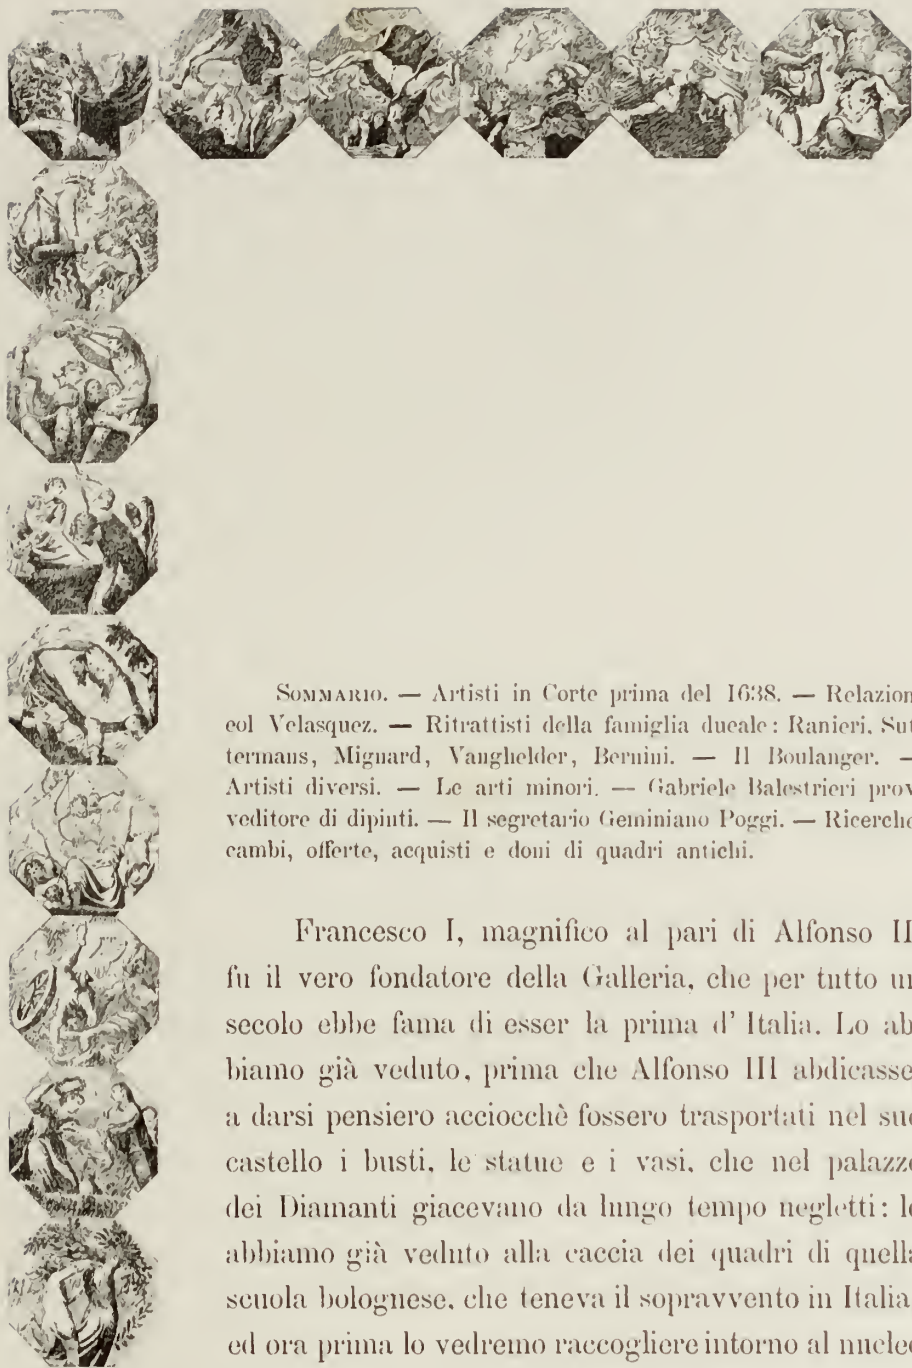 SOMMARIO. — Artisti in Corte prima del 1638. — Relazion
col Velasquez. — Ritrattisti della famiglia ducale: Ranieri, Sut
termans, Mignard, Vanghelder, Bernini. — Il Boulanger. —
Artisti diversi. — Le arti minori. — Gabriele Balestrieri prov
veditore di dipinti. — Il segretario Geminiano Poggi. — Ricerche
cambi, offerte, acquisti e doni di quadri antichi.
Francesco I, magnifico al pari di Alfonso II
fu il vero fondatore della Galleria, che per tutto un
secolo ebbe fama di esser la prima d' Italia. Lo ab
biamo già veduto, prima che Alfonso III abdicasse
a darsi pensiero acciocchè fossero trasportati nel suo
castello i busti, le statue e i vasi, che nel palazzo
dei Diamanti giacevano da lungo tempo negletti: lo
abbiamo già veduto alla caccia dei quadri di quella
scuola bolognese, che teneva il sopravvento in Italia
ed ora prima lo vedremo raccogliere intorno al nucleo